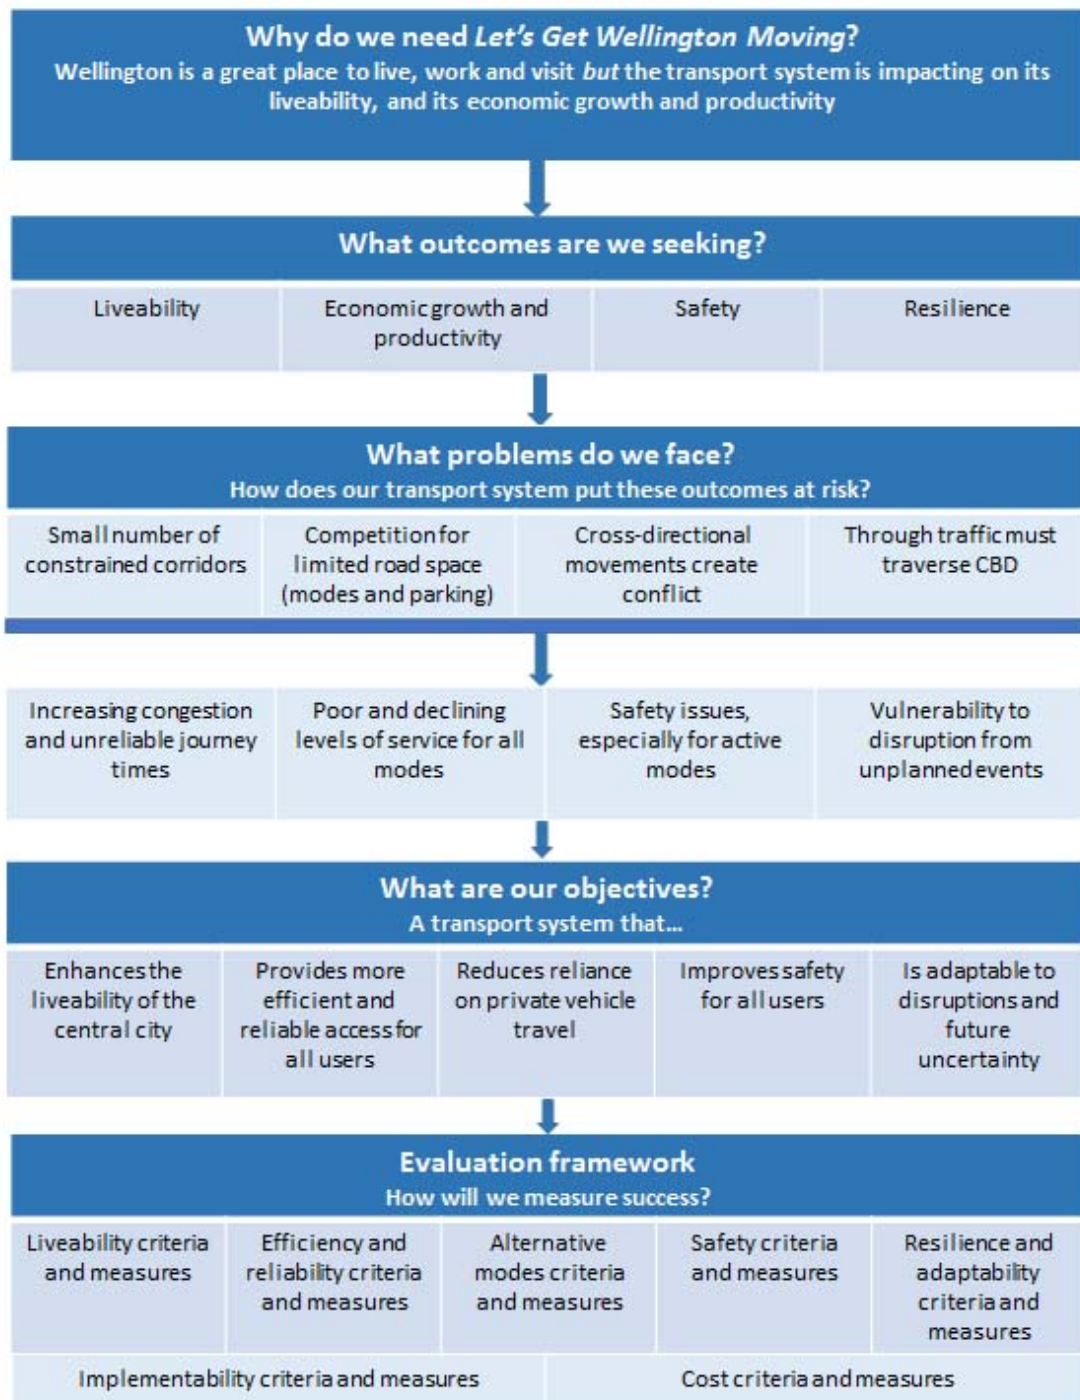 Why do we need Let's Get Wellington Moving?
Wellington is a great place to live, work and visit but the transport system is impacting on its
liveability, and its economic growth and productivity
What outcomes are we seeking?
Liveability
Economic growth and
productivity
Safety
Resilience
What problems do we face?
How does our transport system put these outcomes at risk?
Small number of
constrained corridors
Competition for
limited road space
(modes and parking)
Cross-directional
movements create
conflict
Through traffic must
traverse CBD
Increasing congestion
and unreliable journey
times
Poor and declining
levels of service for all
modes
Safety issues,
especially for active
modes
Vulnerability to
disruption from
unplanned events
What are our objectives?
A transport system that...
Enhances the
liveability of the
central city
Provides more
efficient and
reliable access for
all users
Reduces reliance
on private vehicle
travel
Improves safety
for all users
Is adaptable to
disruptions and
future
uncertainty
Evaluation framework
How will we measure success?
Liveability criteria
and measures
Efficiency and
reliability criteria
and measures
Alternative
modes criteria
and measures
Safety criteria
and measures
Resilience and
adaptability
criteria and
measures
Implementability criteria and measures
Cost criteria and measures